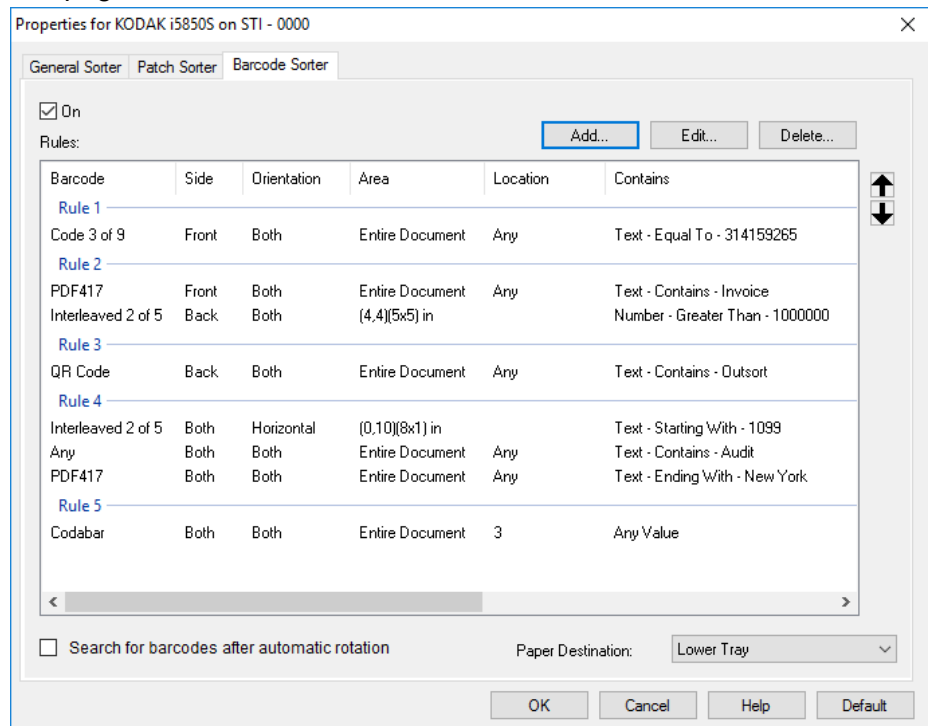 Properties for KODAK i5850S on STI - 0000
General Sorter Patch Sorter Barcode Sorter
On
Rules: Add... Edit... Delete...
Barcode Side Orientation Area Location Contains
Rule 1
Code 3 of 9 Front Both Entire Document Any Text - Equal To - 314159265
Rule 2
PDF417 Front Both Entire Document Any Text - Contains - Invoice
Interleaved 2 of 5 Back Both (4,4)(5x5) in Number - Greater Than - 1000000
Rule 3
QR Code Back Both Entire Document Any Text - Contains - Outsort
Rule 4
Interleaved 2 of 5 Both Horizontal (0,10)(8x1) in Text - Starting With - 1099
Any Both Both Entire Document Any Text - Contains - Audit
PDF417 Both Both Entire Document Any Text - Ending With - New York
Rule 5
Codabar Both Both Entire Document 3 Any Value
Search for barcodes after automatic rotation Paper Destination: Lower Tray
OK Cancel Help Default